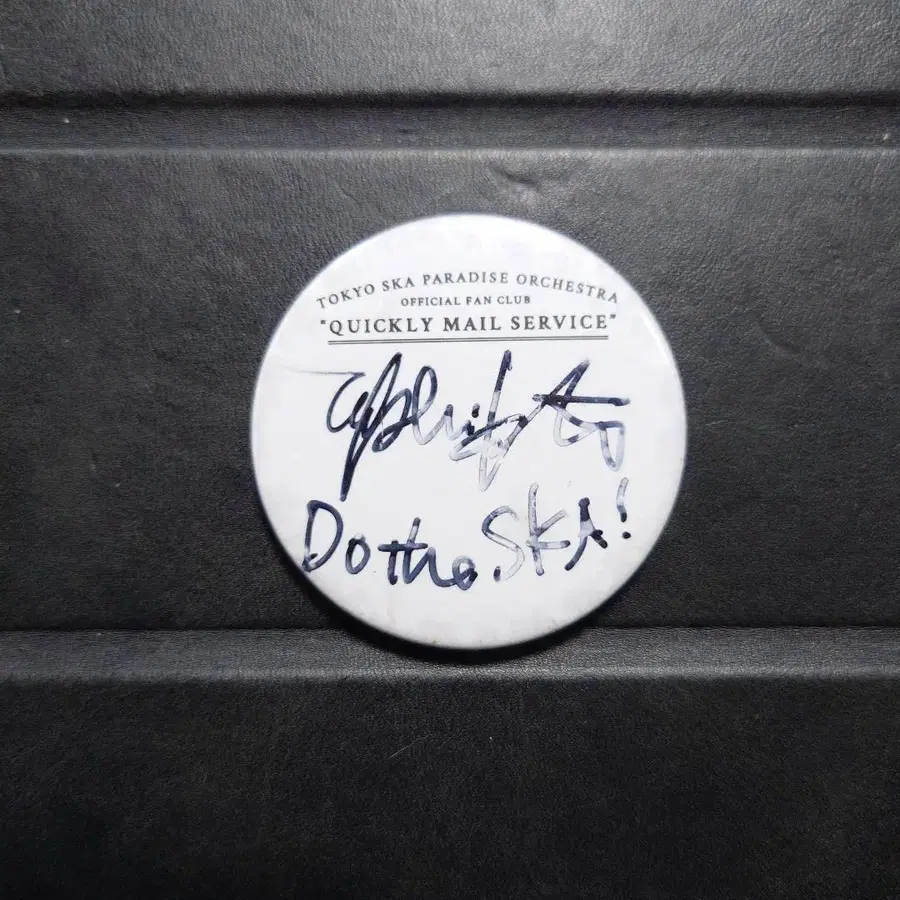 TOKYO SKA PARADISE ORCHESTRA
OFFICIAL FAN CLUB
"QUICKLY MAIL SERVICE"
Do the SKA!